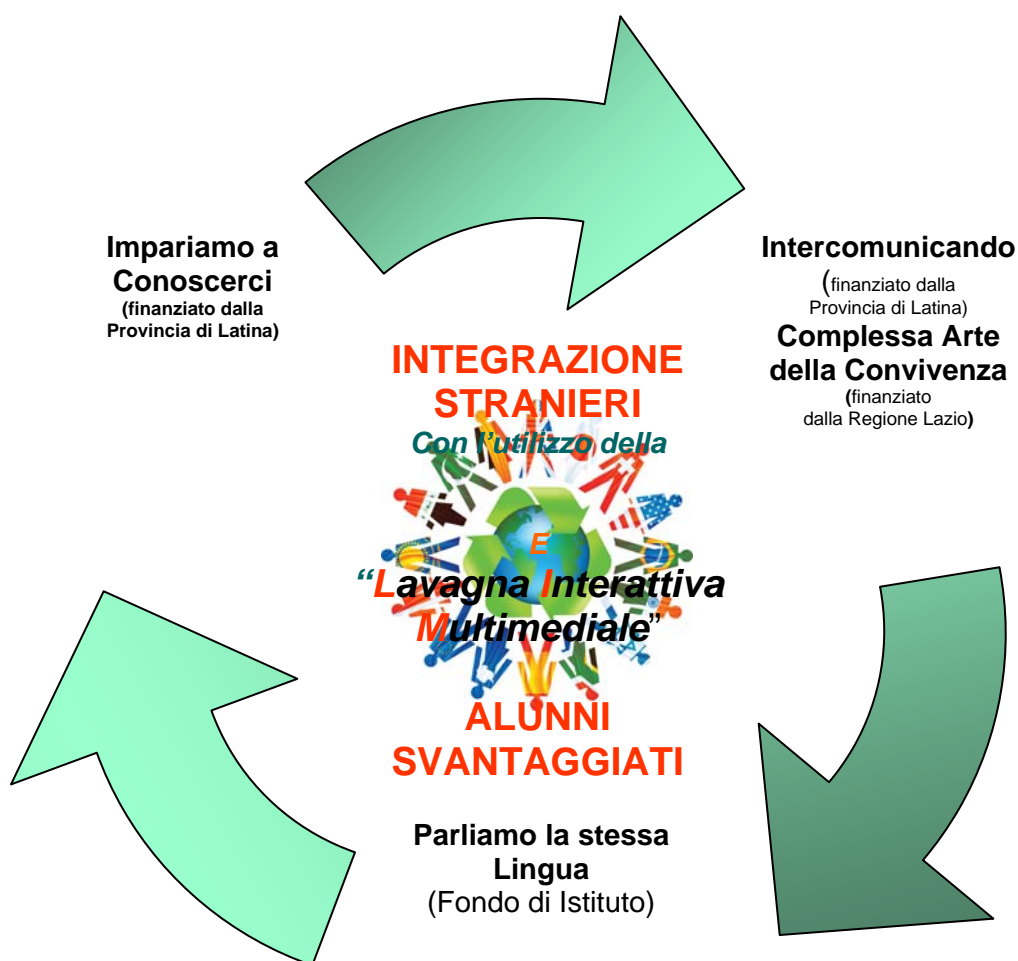 Impariamo a
Conoscerci
(finanziato dalla
Provincia di Latina)
Intercomunicando
(finanziato dalla
Provincia di Latina)
Complessa Arte
della Convivenza
(finanziato
dalla Regione Lazio)
INTEGRAZIONE
STRANIERI
Con l'utilizzo della
E
“Lavagna Interattiva
Multimediale”
ALUNNI
SVANTAGGIATI
Parliamo la stessa
Lingua
(Fondo di Istituto)